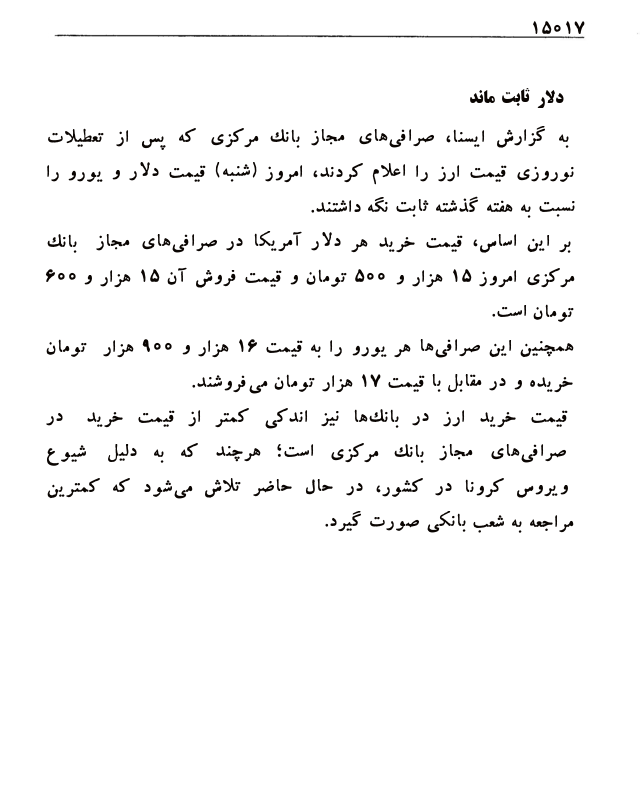 ۱۵۰۱۷
دلار ثابت ماند
به گزارش ایسنا، صرافی‌های مجاز بانك مرکزی که پس از تعطیلات
نوروزی قیمت ارز را اعلام کردند، امروز (شنبه) قیمت دلار و یورو را
نسبت به هفته گذشته ثابت نگه داشتند.
بر این اساس، قیمت خرید هر دلار آمریکا در صرافی‌های مجاز بانك
مرکزی امروز ۱۵ هزار و ۵۰۰ تومان و قیمت فروش آن ۱۵ هزار و ۶۰۰
تومان است.
همچنین این صرافی‌ها هر یورو را به قیمت ۱۶ هزار و ۹۰۰ هزار تومان
خریده و در مقابل با قیمت ۱۷ هزار تومان می‌فروشند.
قیمت خرید ارز در بانك‌ها نیز اندکی کمتر از قیمت خرید در
صرافی‌های مجاز بانك مرکزی است؛ هرچند که به دلیل شیوع
ویروس کرونا در کشور، در حال حاضر تلاش می‌شود که کمترین
مراجعه به شعب بانکی صورت گیرد.